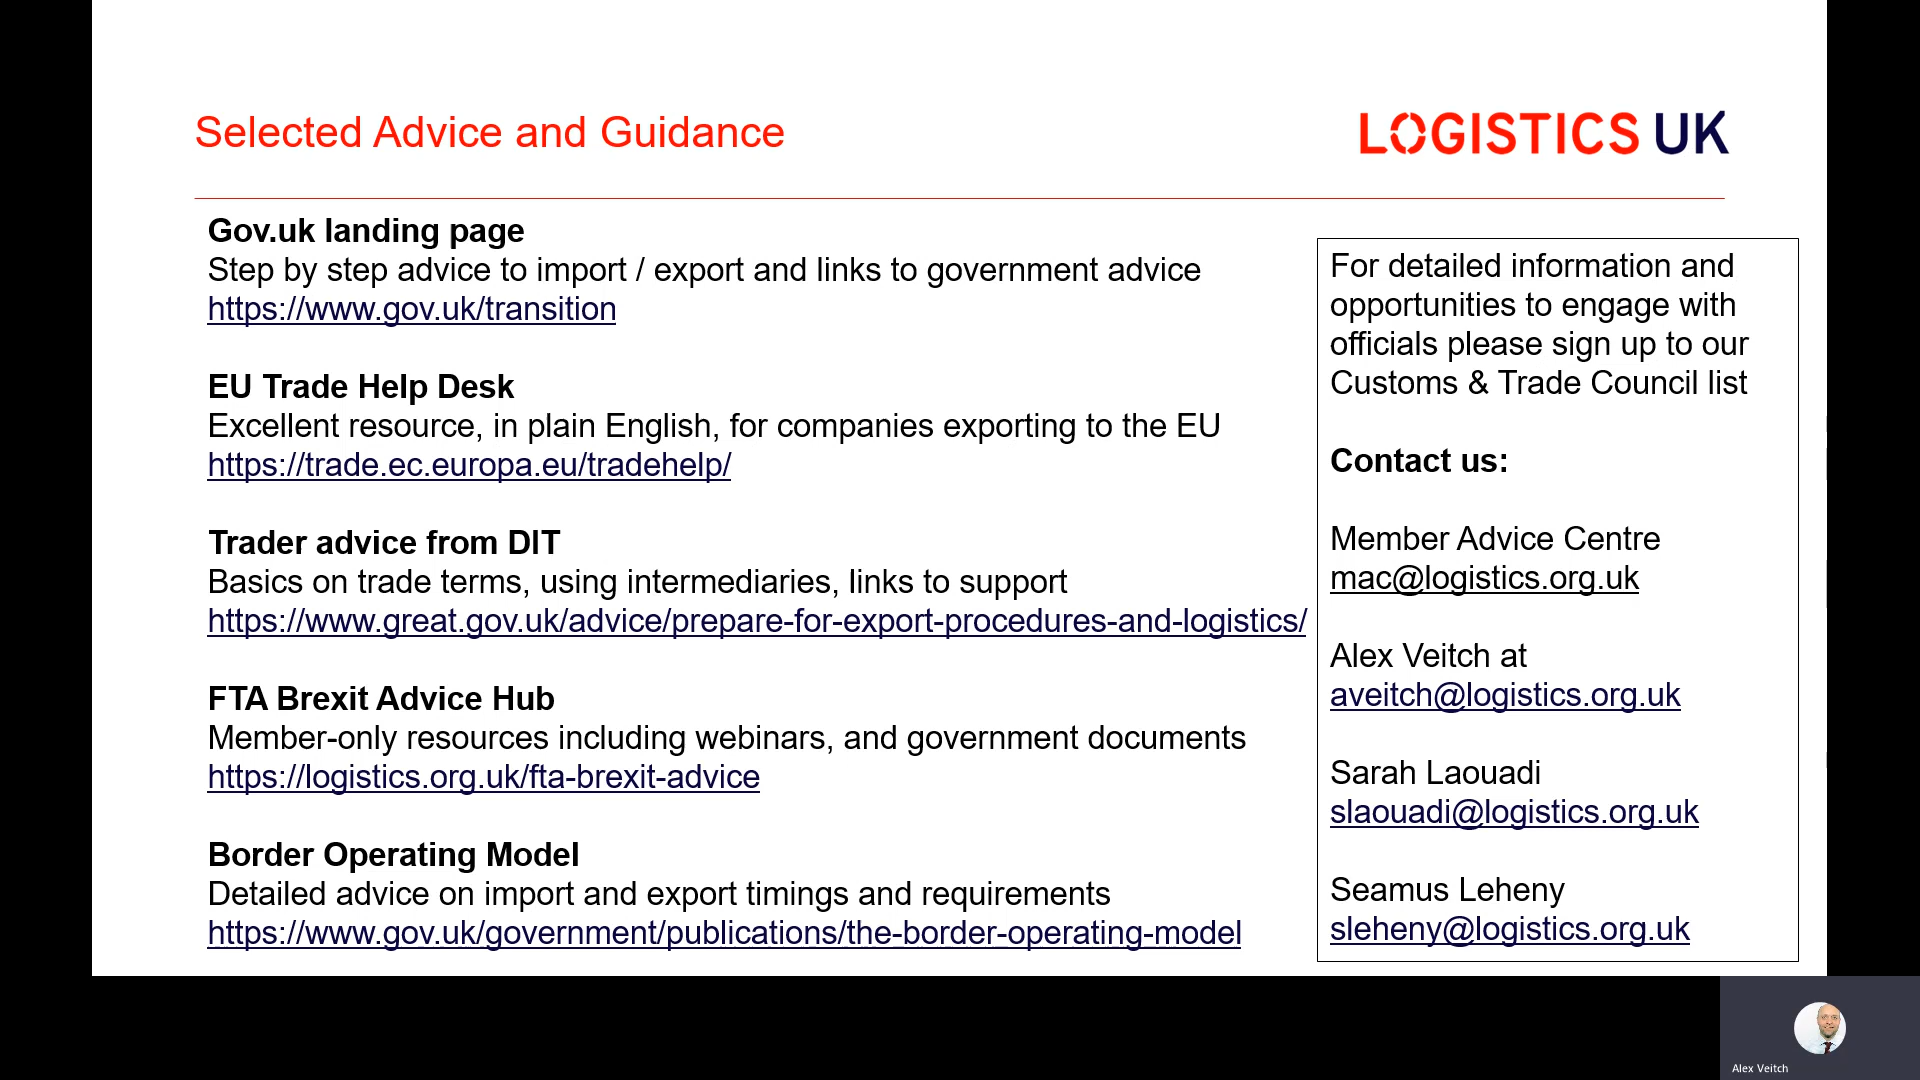 Selected Advice and Guidance
LOGISTICS UK
Gov.uk landing page
Step by step advice to import / export and links to government advice
https://www.gov.uk/transition
EU Trade Help Desk
Excellent resource, in plain English, for companies exporting to the EU
https://trade.ec.europa.eu/tradehelp/
Trader advice from DIT
Basics on trade terms, using intermediaries, links to support
https://www.great.gov.uk/advice/prepare-for-export-procedures-and-logistics/
FTA Brexit Advice Hub
Member-only resources including webinars, and government documents
https://logistics.org.uk/fta-brexit-advice
Border Operating Model
Detailed advice on import and export timings and requirements
https://www.gov.uk/government/publications/the-border-operating-model
For detailed information and
opportunities to engage with
officials please sign up to our
Customs & Trade Council list
Contact us:
Member Advice Centre
mac@logistics.org.uk
Alex Veitch at
aveitch@logistics.org.uk
Sarah Laouadi
slaouadi@logistics.org.uk
Seamus Leheny
sleheny@logistics.org.uk
Alex Veitch